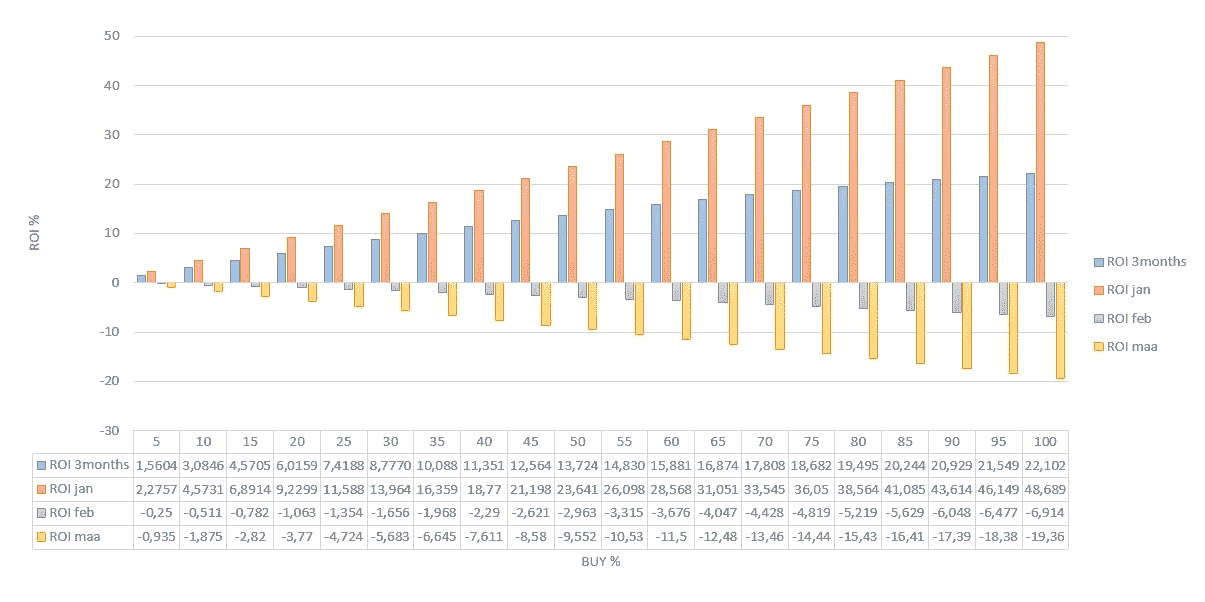 50
40
30
20
10
0
-10
-20
-30
ROI %
ROI 3months
ROI jan
ROI feb
ROI maa
5 10 15 20 25 30 35 40 45 50 55 60 65 70 75 80 85 90 95 100
ROI 3months 1,5604 3,0846 4,5705 6,0159 7,4188 8,7770 10,088 11,351 12,564 13,724 14,830 15,881 16,874 17,808 18,682 19,495 20,244 20,929 21,549 22,102
ROI jan 2,2757 4,5731 6,8914 9,2299 11,588 13,964 16,359 18,77 21,198 23,641 26,098 28,568 31,051 33,545 36,05 38,564 41,085 43,614 46,149 48,689
ROI feb -0,25 -0,511 -0,782 -1,063 -1,354 -1,656 -1,968 -2,29 -2,621 -2,963 -3,315 -3,676 -4,047 -4,428 -4,819 -5,219 -5,629 -6,048 -6,477 -6,914
ROI maa -0,935 -1,875 -2,82 -3,77 -4,724 -5,683 -6,645 -7,611 -8,58 -9,552 -10,53 -11,5 -12,48 -13,46 -14,44 -15,43 -16,41 -17,39 -18,38 -19,36
BUY %